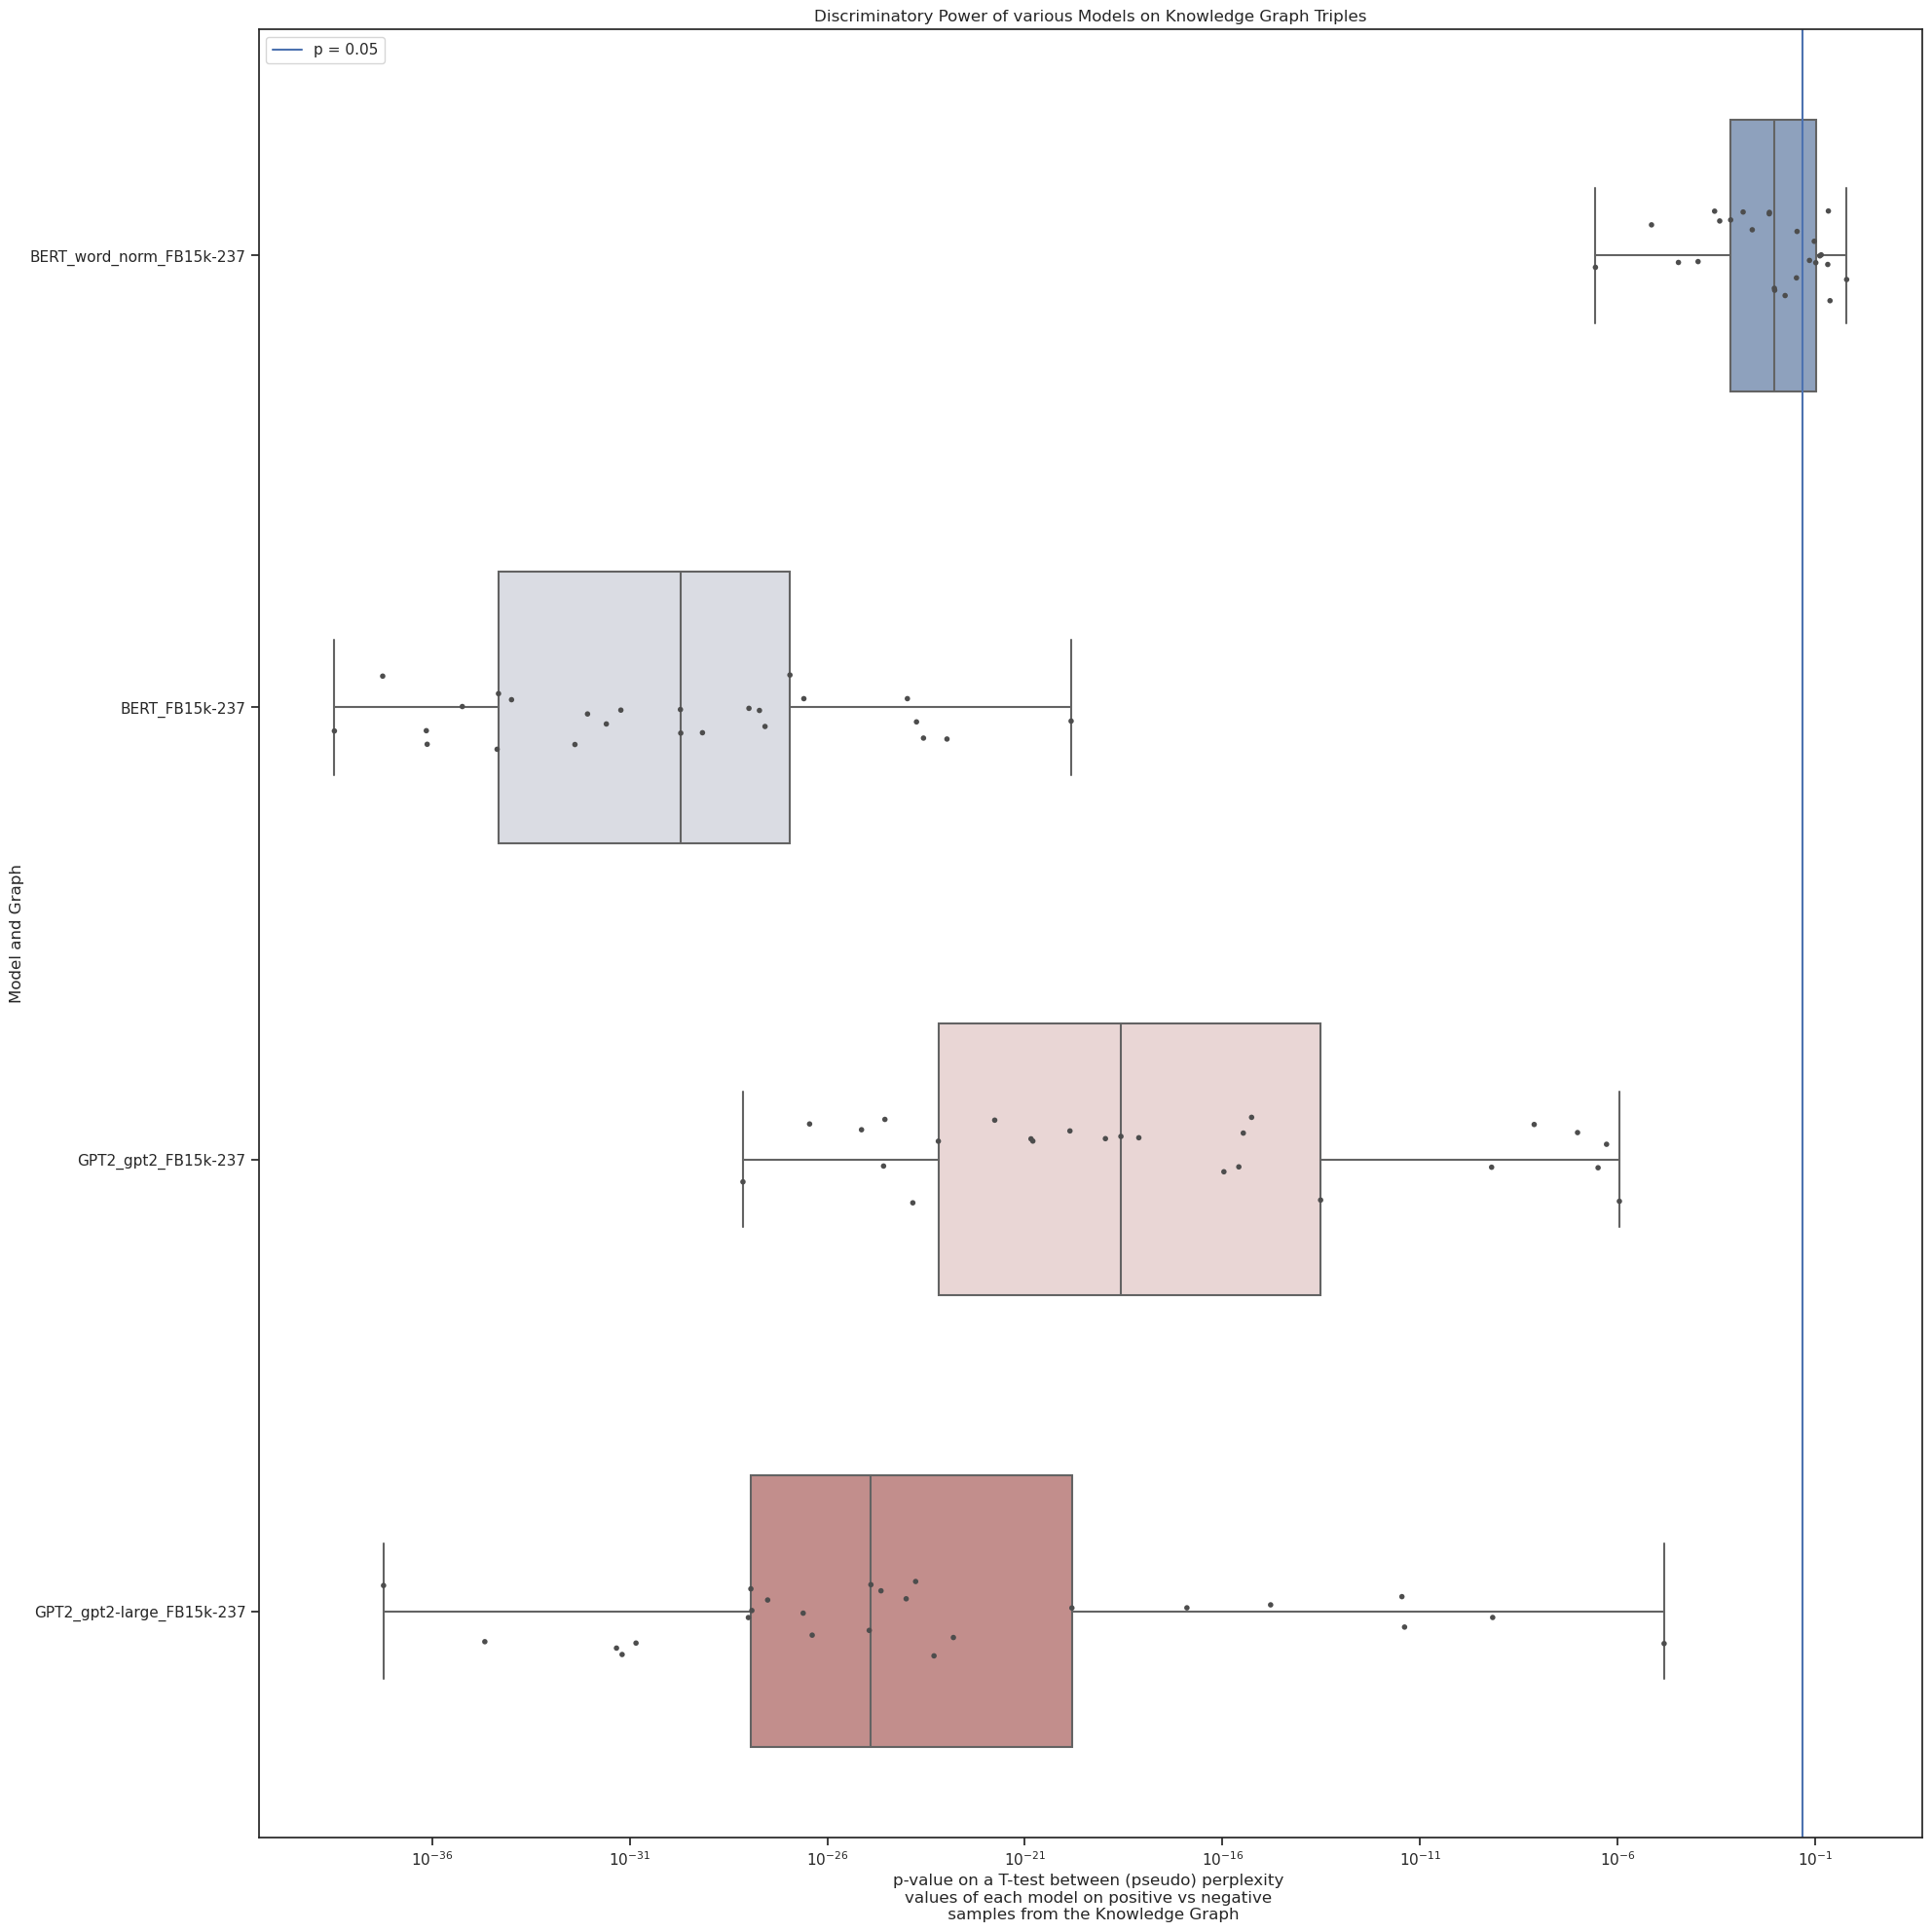 Discriminatory Power of various Models on Knowledge Graph Triples
p = 0.05
BERT_word_norm_FB15k-237
BERT_FB15k-237
GPT2_gpt2_FB15k-237
GPT2_gpt2-large_FB15k-237
Model and Graph
10⁻³⁶ 10⁻³¹ 10⁻²⁶ 10⁻²¹ 10⁻¹⁶ 10⁻¹¹ 10⁻⁶ 10⁻¹
p-value on a T-test between (pseudo) perplexity
values of each model on positive vs negative
samples from the Knowledge Graph